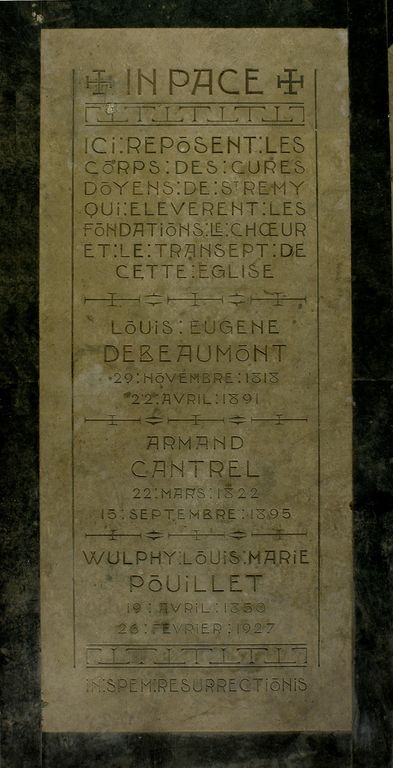 IN PACE
ICI:REPOSENT:LES
CORPS:DES:CURES
DOYENS:DE:ST REMY
QUI:ELEVERENT:LES
FONDATIONS:LE:CHŒUR
ET:LE:TRANSEPT:DE
CETTE:EGLISE
LOUIS:EUGENE
DEBEAUMONT
29:NOVEMBRE:1818
22:AVRIL:1891
ARMAND
CANTREL
22:MARS:1822
15:SEPTEMBRE:1895
WULPHY:LOUIS:MARIE
POUILLET
19:AVRIL:1850
26:FEVRIER:1927
IN:SPEM:RESURRECTIONIS